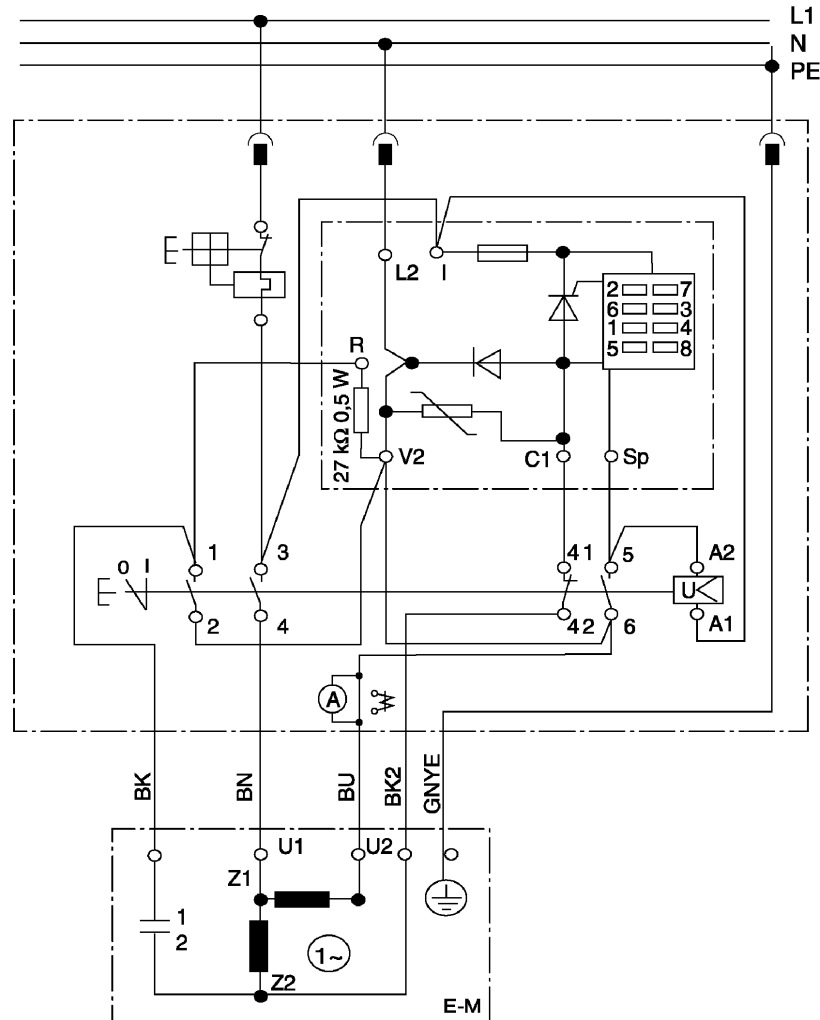 L1
N
PE
L2
I
2 7
6 3
1 4
5 8
R
27 kΩ 0,5 W
V2
C1
Sp
1
3
41
5
A2
0 I
U<
2
4
42
6
A1
A
BK
BN
BU
BK2
GNYE
U1
U2
Z1
1
2
1~
Z2
E-M